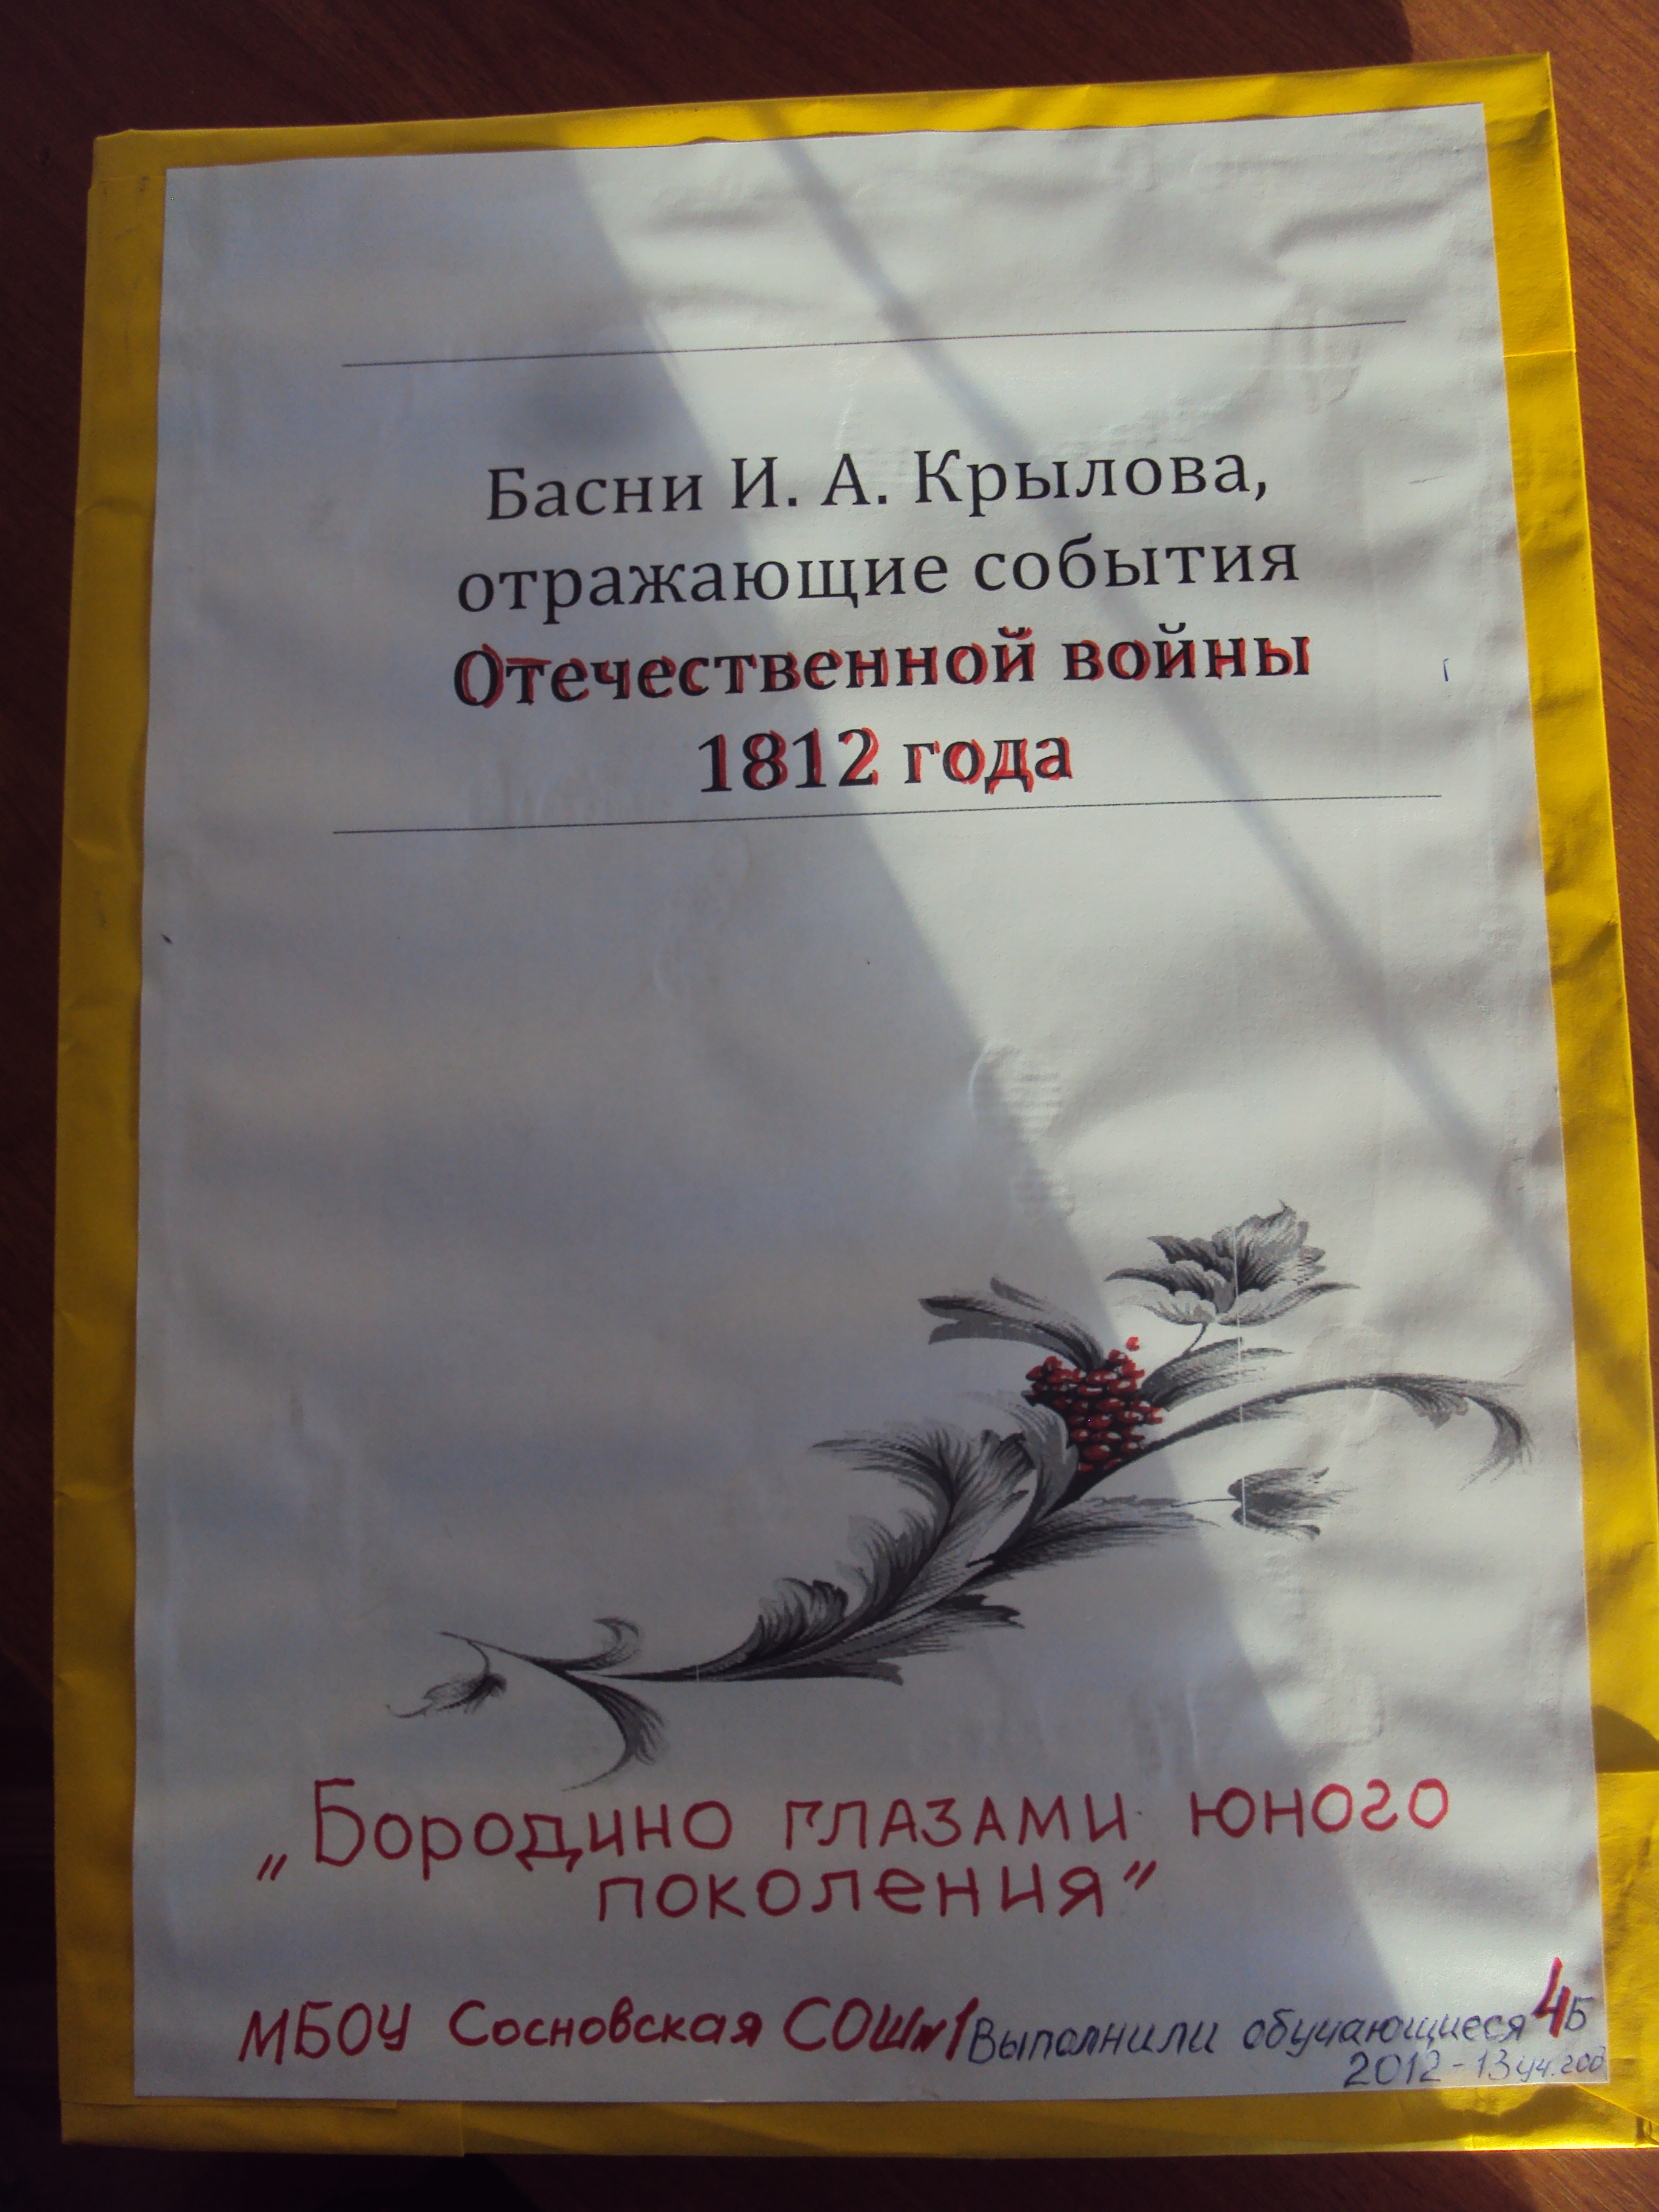 Басни И. А. Крылова,
отражающие события
Отечественной войны
1812 года
„Бородино глазами юного
поколения”
МБОУ Сосновская СОШ№1 Выполнили обучающиеся 4Б
2012-13 уч. год